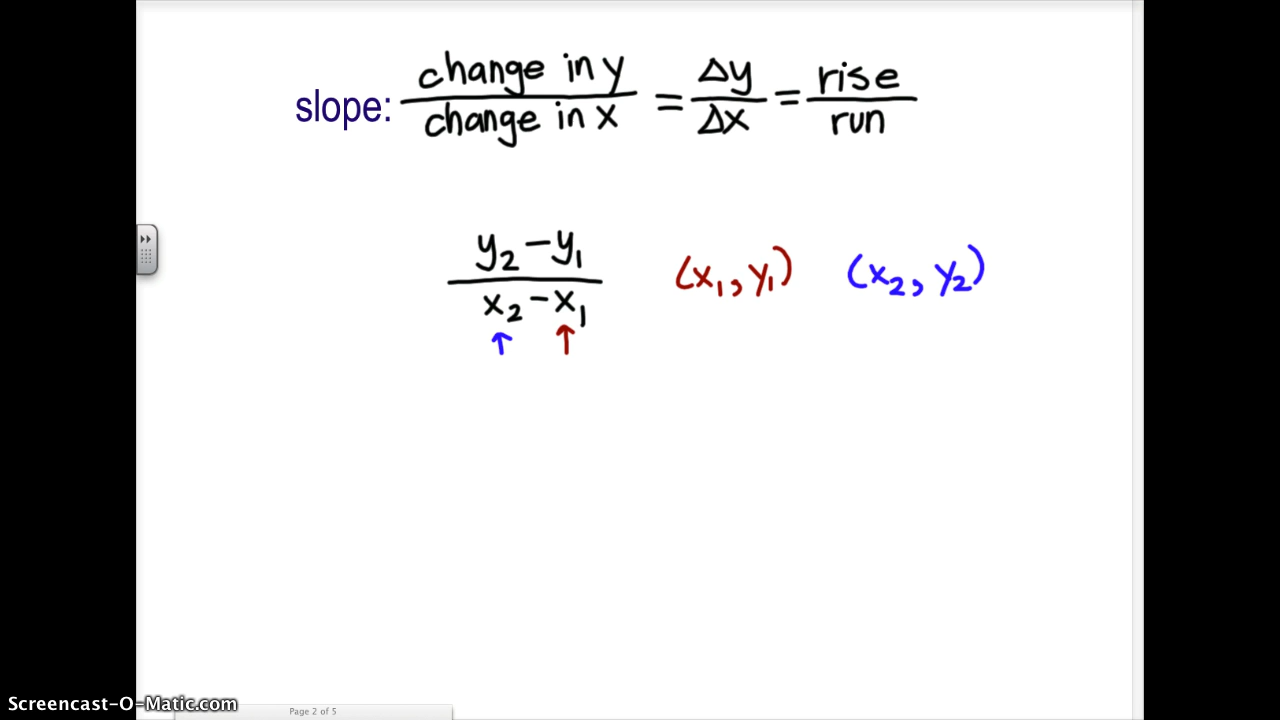 slope: change in y / change in x = Δy / Δx = rise / run
y₂ - y₁ / x₂ - x₁ (x₁, y₁) (x₂, y₂)
Screencast-O-Matic.com
Page 2 of 5